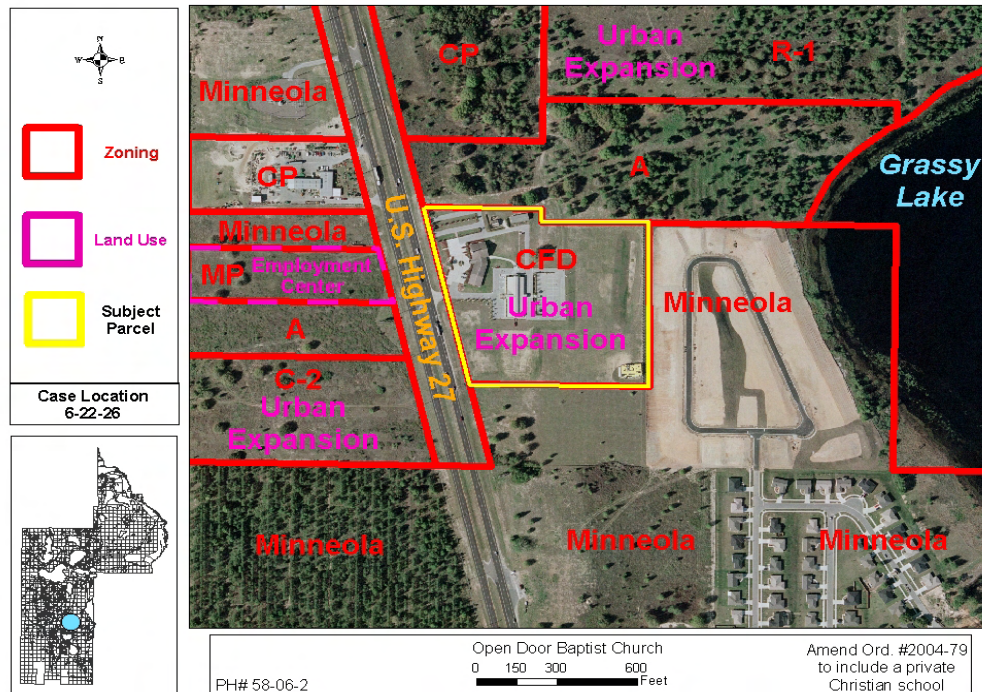 N
W E
S
Zoning
Land Use
Subject
Parcel
Case Location
6-22-26
CP
Urban
Expansion
R-1
Minneola
A
Grassy
Lake
CP
Minneola
U.S. Highway 27
CFD
Urban
Expansion
MP
Employment
Center
Minneola
A
C-2
Urban
Expansion
Minneola
Minneola
Minneola
PH# 58-06-2
Open Door Baptist Church
0 150 300 600
Feet
Amend Ord. #2004-79
to include a private
Christian school